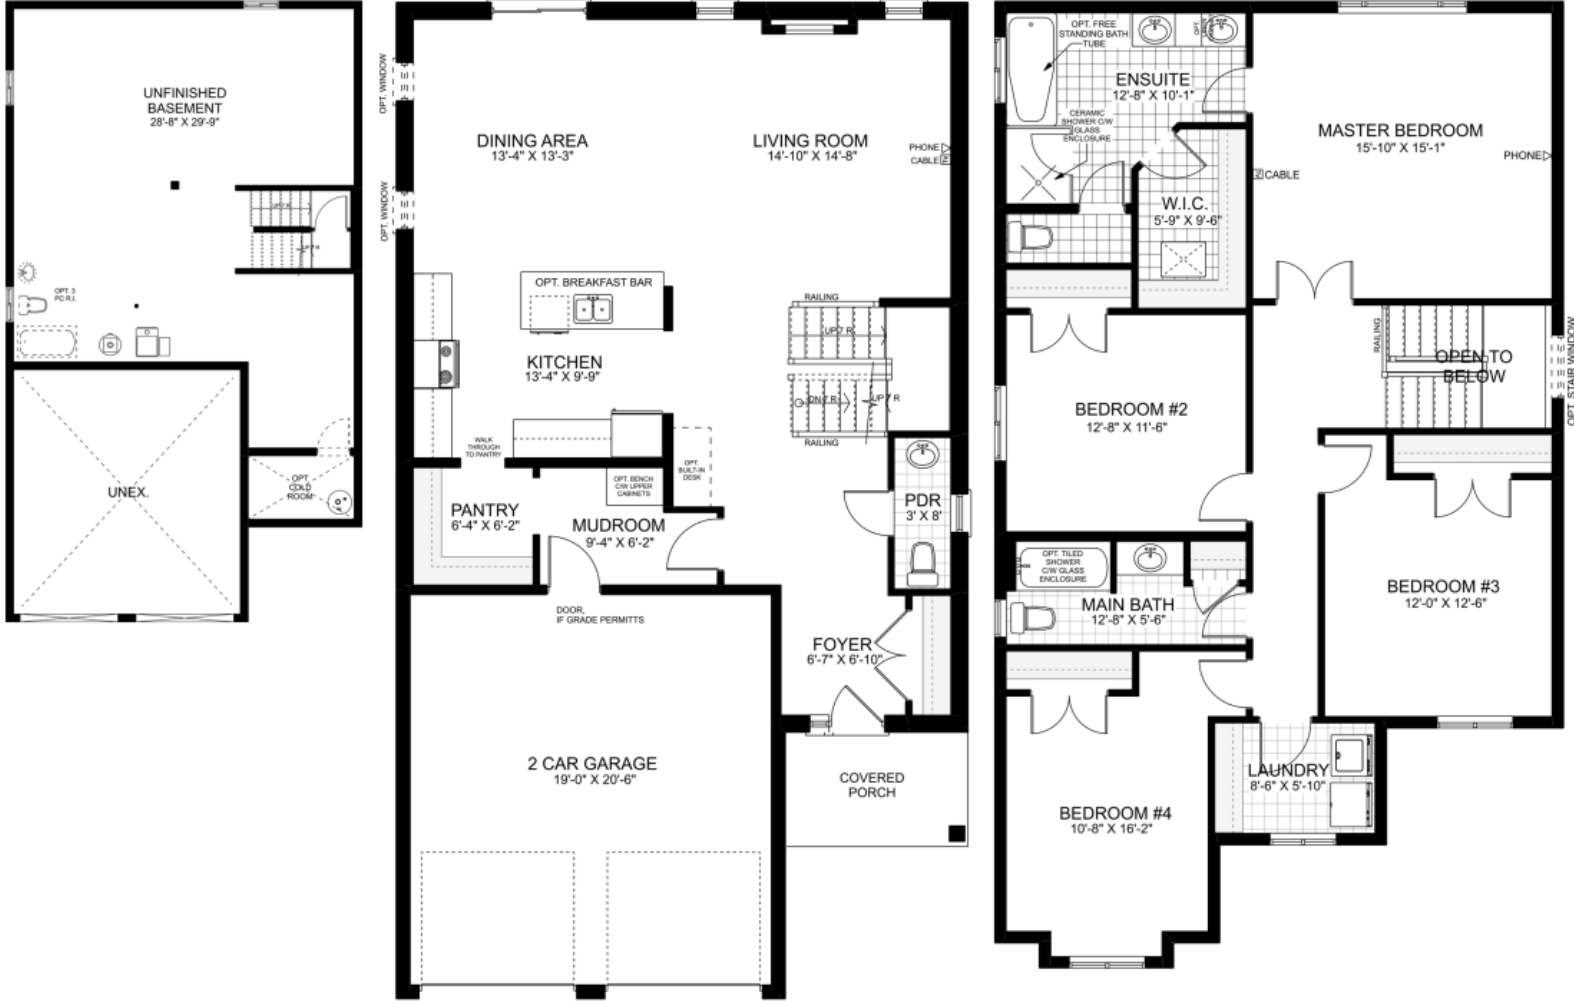 UNFINISHED
BASEMENT
28'-8" X 29'-9"
UP 7 R
UP 7 R
OPT. 3
PC R.I.
UNEX.
OPT
COLD
ROOM
OPT. WINDOW
OPT. WINDOW
DINING AREA
13'-4" X 13'-3"
LIVING ROOM
14'-10" X 14'-8"
PHONE
CABLE
OPT. BREAKFAST BAR
KITCHEN
13'-4" X 9'-9"
RAILING
UP 7 R
DN 7 R
UP 7 R
RAILING
WALK
THROUGH
TO PANTRY
OPT.
BUILT-IN
DESK
OPT. BENCH
C/W UPPER
CABINETS
PANTRY
6'-4" X 6'-2"
MUDROOM
9'-4" X 6'-2"
PDR
3' X 8'
DOOR,
IF GRADE PERMITTS
FOYER
6'-7" X 6'-10"
2 CAR GARAGE
19'-0" X 20'-6"
COVERED
PORCH
OPT. FREE
STANDING BATH
TUBE
OPT.
ENSUITE
12'-8" X 10'-1"
CERAMIC
SHOWER C/W
GLASS
ENCLOSURE
MASTER BEDROOM
15'-10" X 15'-1"
PHONE
CABLE
W.I.C.
5'-9" X 9'-6"
RAILING
OPEN TO
BELOW
OPT. STAIR WINDOW
BEDROOM #2
12'-8" X 11'-6"
OPT. TILED
SHOWER
C/W GLASS
ENCLOSURE
MAIN BATH
12'-8" X 5'-6"
BEDROOM #3
12'-0" X 12'-6"
LAUNDRY
8'-6" X 5'-10"
BEDROOM #4
10'-8" X 16'-2"